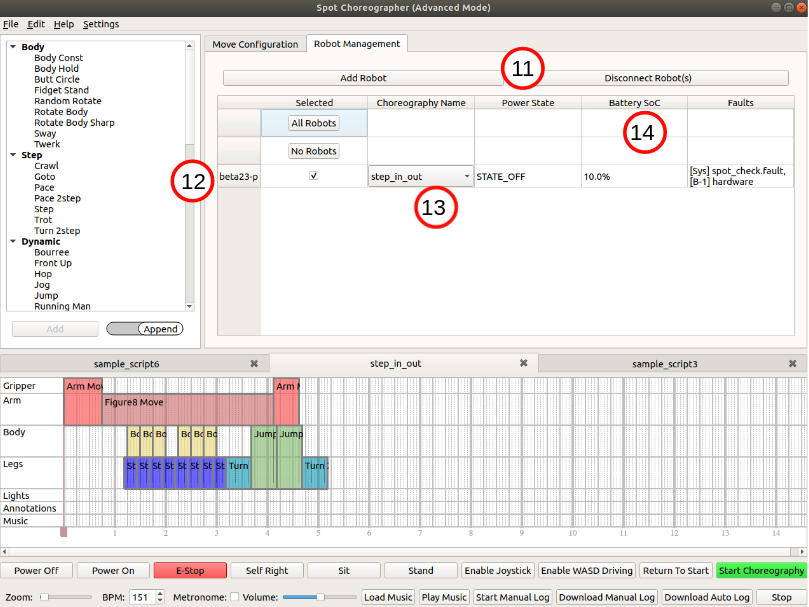 Spot Choreographer (Advanced Mode)
File Edit Help Settings
Body
Body Const
Body Hold
Butt Circle
Fidget Stand
Random Rotate
Rotate Body
Rotate Body Sharp
Sway
Twerk
Step
Crawl
Goto
Pace
Pace 2step
Step
Trot
Turn 2step
Dynamic
Bourree
Front Up
Hop
Jog
Jump
Running Man
Add Append
12
Move Configuration Robot Management
Add Robot 11 Disconnect Robot(s)
Selected Choreography Name Power State Battery SoC Faults
All Robots 14
No Robots
beta23-p step_in_out STATE_OFF 10.0% [Sys] spot_check.fault,
[B-1] hardware
13
sample_script6 step_in_out sample_script3
Gripper Arm Mov Arm M
Arm Figure8 Move
Body Bo Bo Bo Bo Bo Bo Jump Jump
Legs St St St St St St St St Turn Turn 2
Lights
Annotations
Music
1 2 3 4 5 6 7 8 9 10 11 12 13 14
Power Off Power On E-Stop Self Right Sit Stand Enable Joystick Enable WASD Driving Return To Start Start Choreography
Zoom: BPM: 151 Metronome: Volume: Load Music Play Music Start Manual Log Download Manual Log Download Auto Log Stop